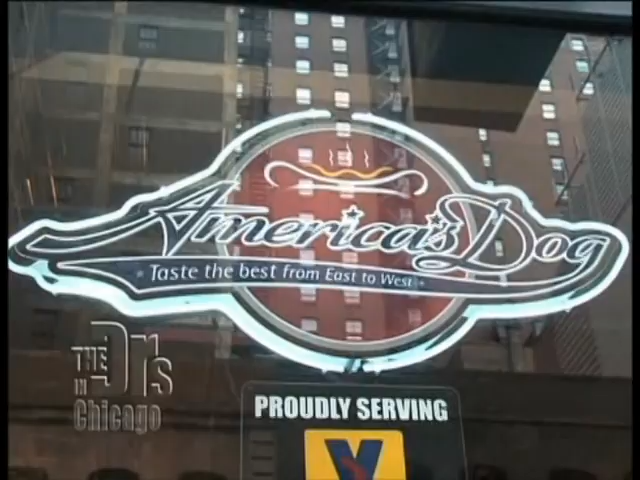 America's Dog
Taste the best from East to West
THE Drs
IN
Chicago
PROUDLY SERVING
V